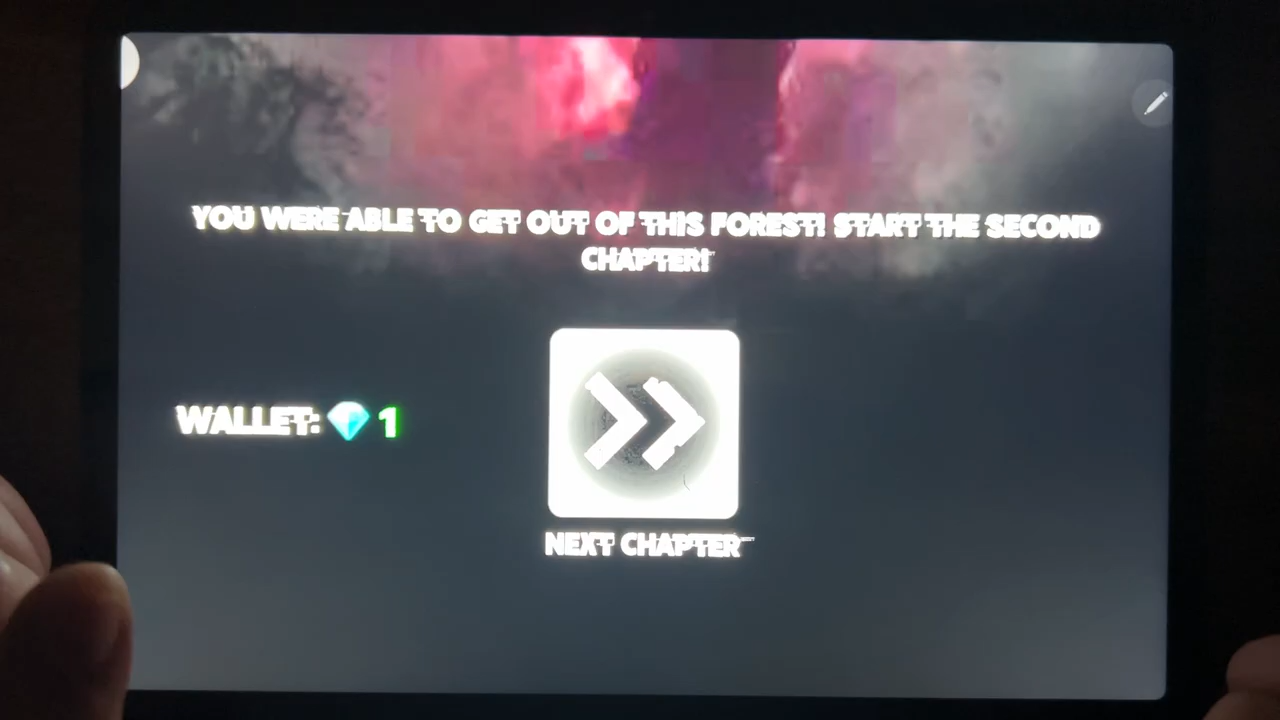 YOU WERE ABLE TO GET OUT OF THIS FOREST! START THE SECOND
CHAPTER!
WALLET: 1
NEXT CHAPTER